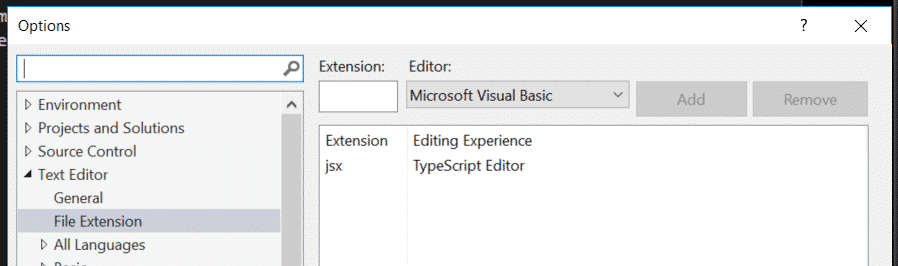 Options
?
Extension: Editor:
Microsoft Visual Basic
Add
Remove
Environment
Projects and Solutions
Source Control
Text Editor
General
File Extension
All Languages
Extension Editing Experience
jsx TypeScript Editor